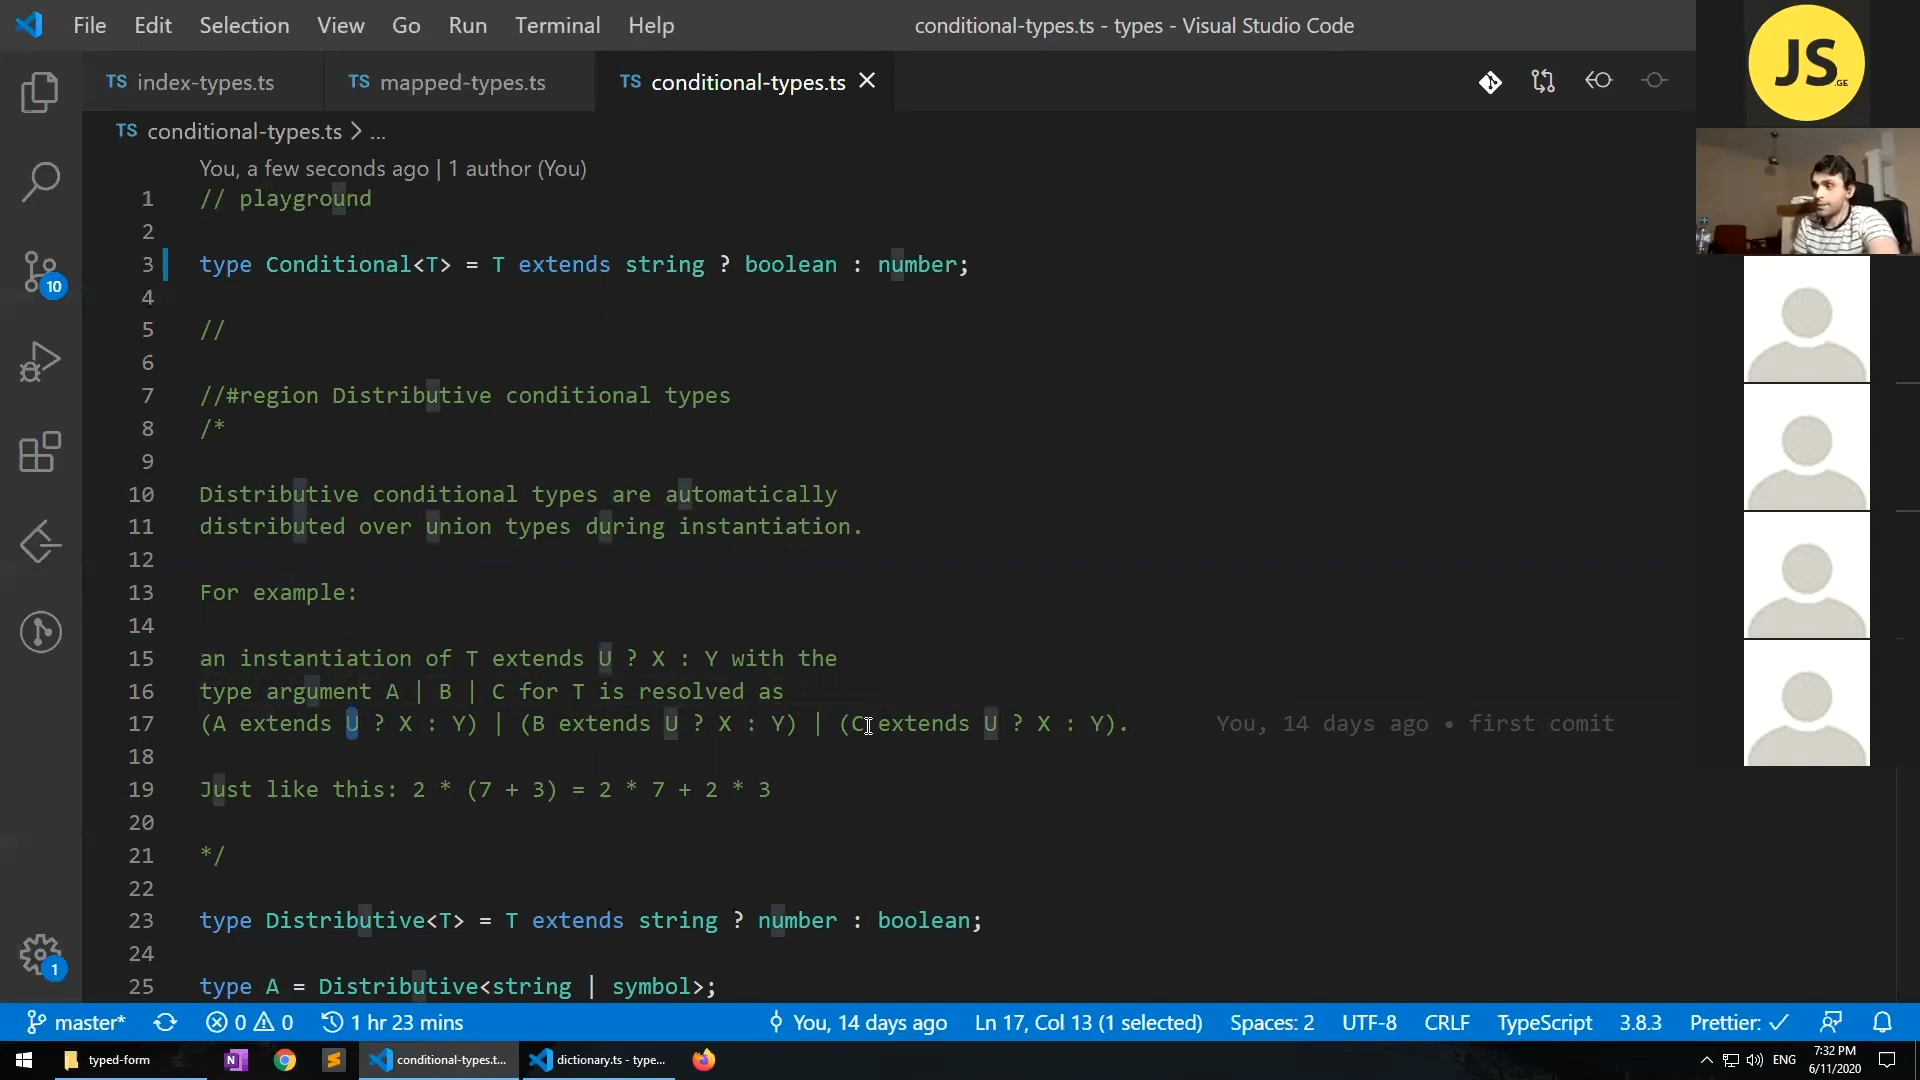 File Edit Selection View Go Run Terminal Help
conditional-types.ts - types - Visual Studio Code
JS
.GE
TS index-types.ts
TS mapped-types.ts
TS conditional-types.ts
TS conditional-types.ts > ...
You, a few seconds ago | 1 author (You)
1 // playground
2
3 type Conditional<T> = T extends string ? boolean : number;
4
5 //
6
7 //#region Distributive conditional types
8 /*
9
10 Distributive conditional types are automatically
11 distributed over union types during instantiation.
12
13 For example:
14
15 an instantiation of T extends U ? X : Y with the
16 type argument A | B | C for T is resolved as
17 (A extends U ? X : Y) | (B extends U ? X : Y) | (C extends U ? X : Y). You, 14 days ago • first comit
18
19 Just like this: 2 * (7 + 3) = 2 * 7 + 2 * 3
20
21 */
22
23 type Distributive<T> = T extends string ? number : boolean;
24
25 type A = Distributive<string | symbol>;
10
1
master* 0 0 1 hr 23 mins You, 14 days ago Ln 17, Col 13 (1 selected) Spaces: 2 UTF-8 CRLF TypeScript 3.8.3 Prettier: ✓
typed-form
N
conditional-types.t...
dictionary.ts - type...
ENG
7:32 PM
6/11/2020